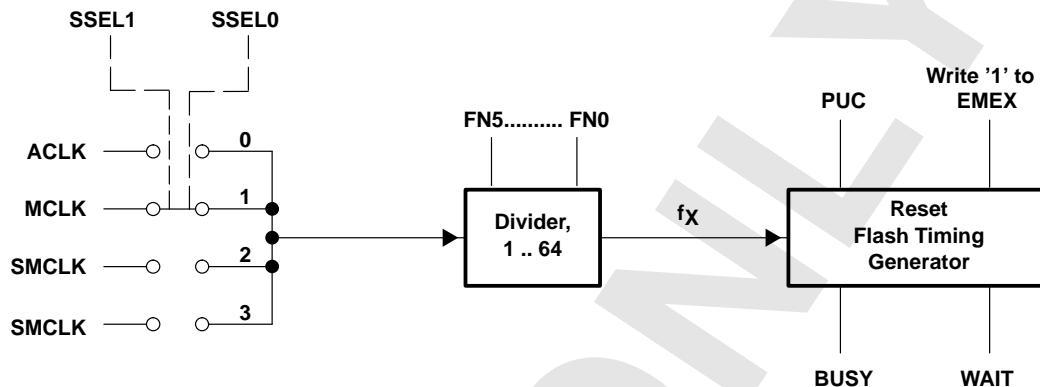 SSEL1 SSEL0
Write '1' to
PUC EMEX
FN5.......... FN0
ACLK 0
MCLK 1
SMCLK 2
SMCLK 3
Divider,
1 .. 64
fX
Reset
Flash Timing
Generator
BUSY WAIT
ONLY